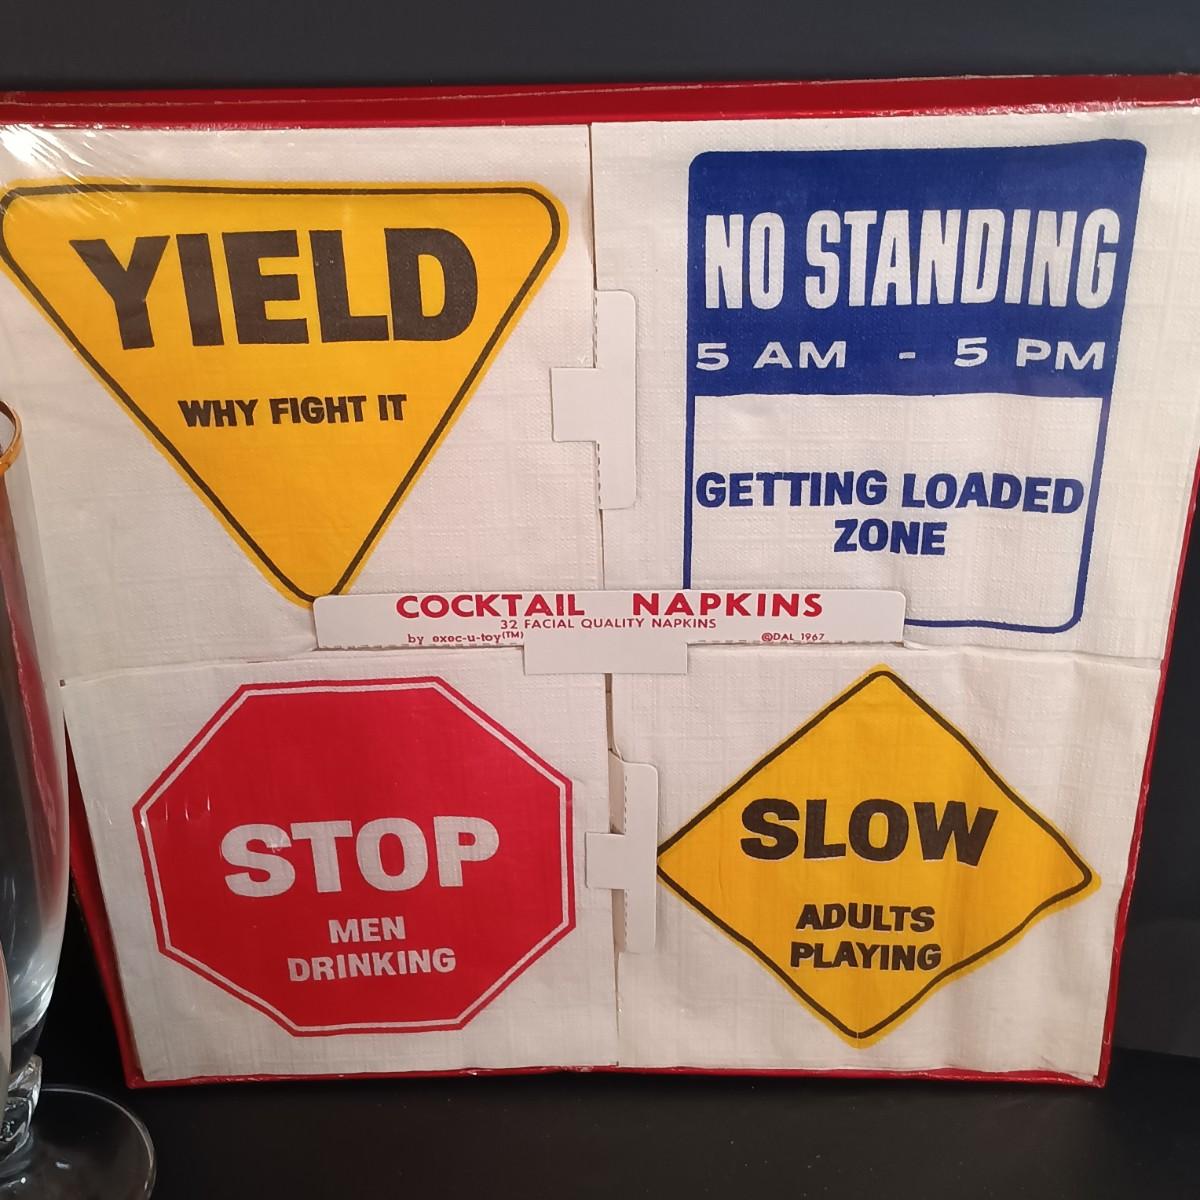 YIELD
WHY FIGHT IT
NO STANDING
5 AM - 5 PM
GETTING LOADED
ZONE
COCKTAIL NAPKINS
32 FACIAL QUALITY NAPKINS
by exec-u-toy(TM) ©DAL 1967
STOP
MEN
DRINKING
SLOW
ADULTS
PLAYING